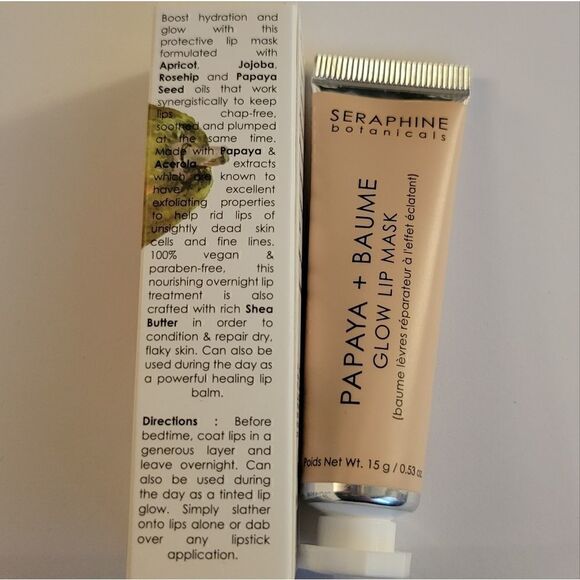 Boost hydration and
glow with this
protective lip mask
formulated with
Apricot, Jojoba,
Rosehip and Papaya
Seed oils that work
synergistically to keep
lips chap-free,
soothed and plumped
at the same time.
Made with Papaya &
Acerola extracts
which are known to
have excellent
exfoliating properties
to help rid lips of
unsightly dead skin
cells and fine lines.
100% vegan &
paraben-free, this
nourishing overnight lip
treatment is also
crafted with rich Shea
Butter in order to
condition & repair dry,
flaky skin. Can also be
used during the day as
a powerful healing lip
balm.
Directions : Before
bedtime, coat lips in a
generous layer and
leave overnight. Can
also be used during
the day as a tinted lip
glow. Simply slather
onto lips alone or dab
over any lipstick
application.
SERAPHINE
botanicals
PAPAYA + BAUME
GLOW LIP MASK
(baume lèvres réparateur à l'effet éclatant)
Poids Net Wt. 15 g / 0.53 oz